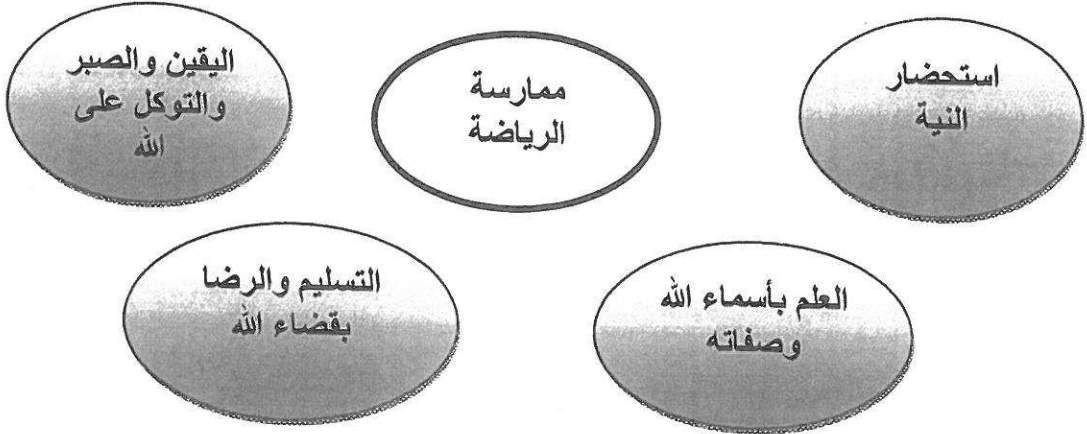 استحضار
النية
ممارسة
الرياضة
اليقين والصبر
والتوكل على
الله
العلم بأسماء الله
وصفاته
التسليم والرضا
بقضاء الله